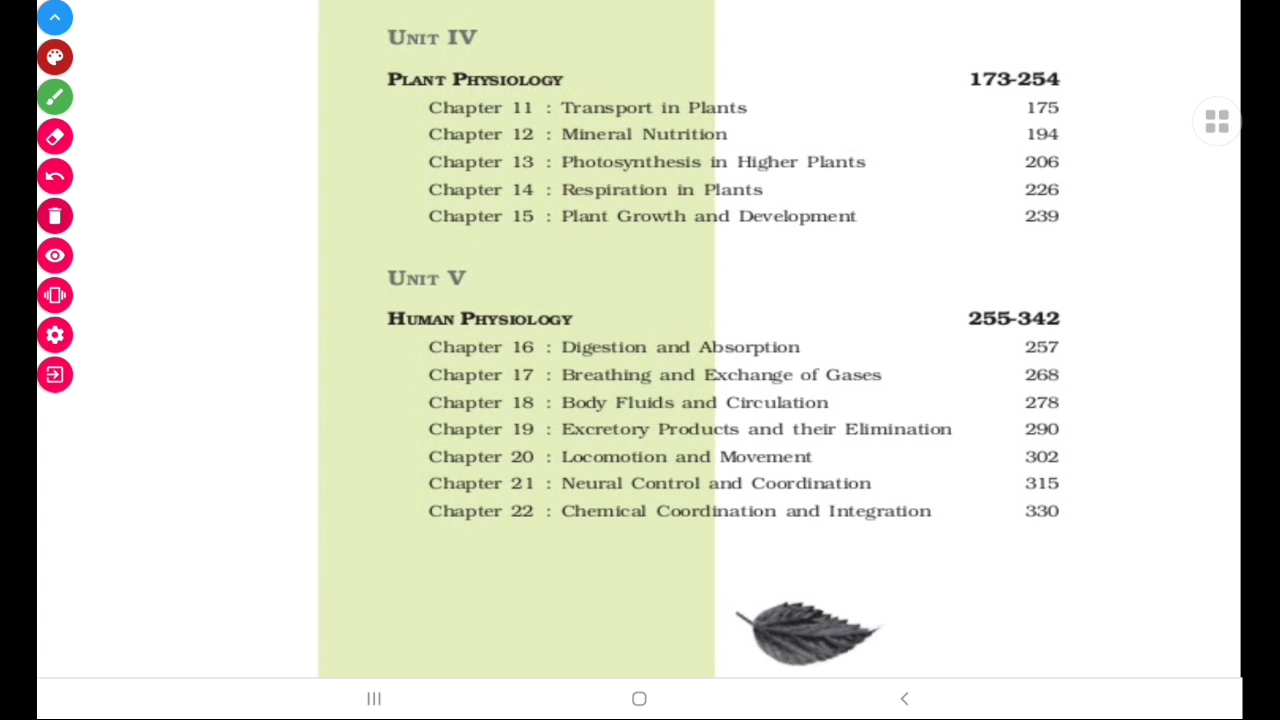 UNIT IV
PLANT PHYSIOLOGY 173-254
Chapter 11 : Transport in Plants 175
Chapter 12 : Mineral Nutrition 194
Chapter 13 : Photosynthesis in Higher Plants 206
Chapter 14 : Respiration in Plants 226
Chapter 15 : Plant Growth and Development 239
UNIT V
HUMAN PHYSIOLOGY 255-342
Chapter 16 : Digestion and Absorption 257
Chapter 17 : Breathing and Exchange of Gases 268
Chapter 18 : Body Fluids and Circulation 278
Chapter 19 : Excretory Products and their Elimination 290
Chapter 20 : Locomotion and Movement 302
Chapter 21 : Neural Control and Coordination 315
Chapter 22 : Chemical Coordination and Integration 330